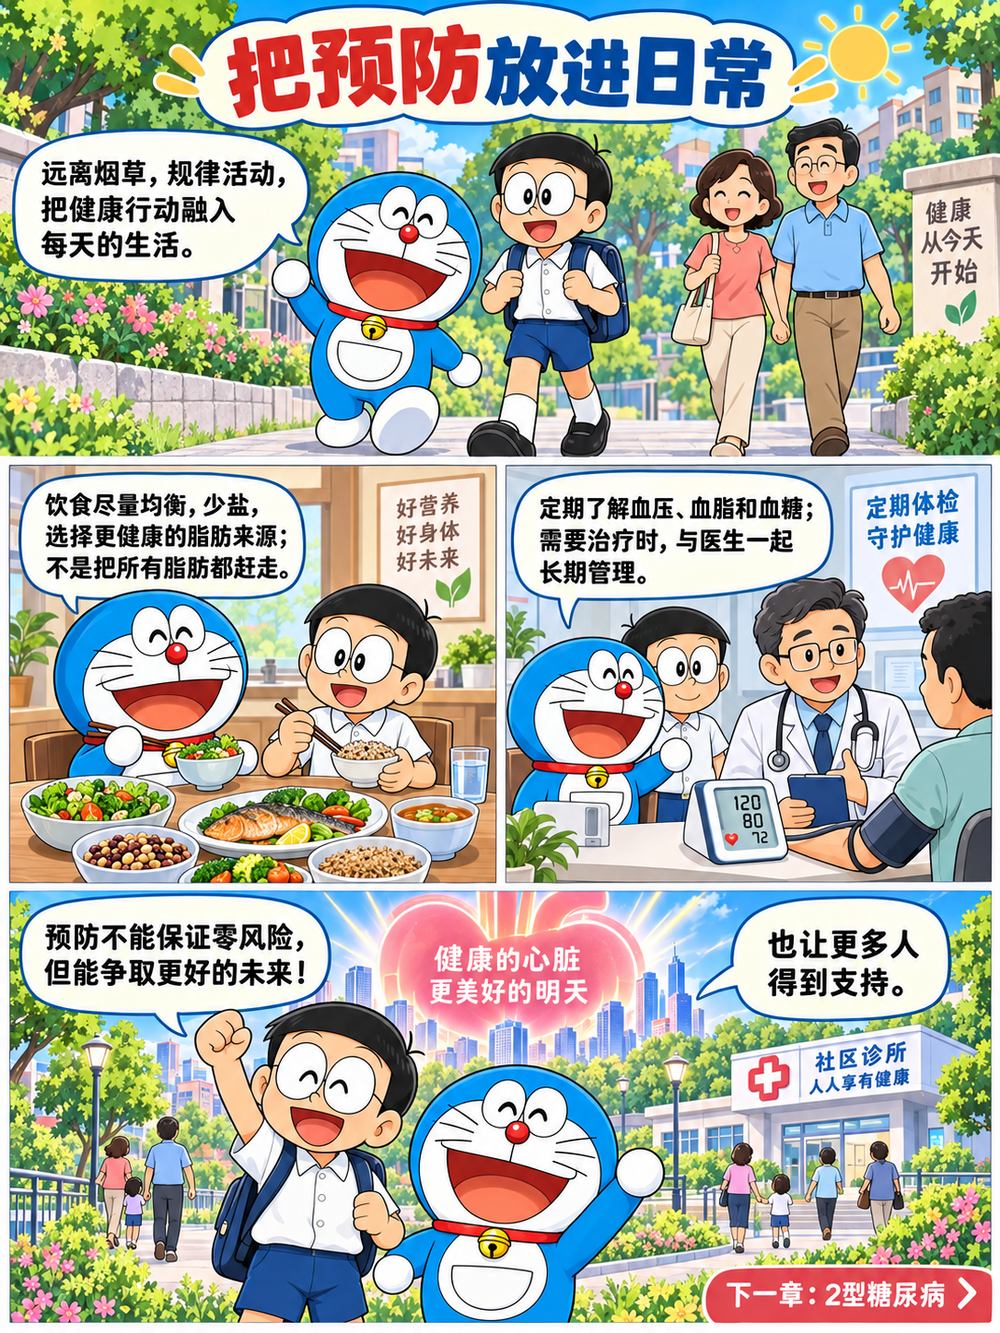 把预防放进日常
远离烟草，规律活动，
把健康行动融入
每天的生活。
健康
从今天
开始
饮食尽量均衡，少盐，
选择更健康的脂肪来源；
不是把所有脂肪都赶走。
好营养
好身体
好未来
定期了解血压、血脂和血糖；
需要治疗时，与医生一起
长期管理。
定期体检
守护健康
120
80
72
预防不能保证零风险，
但能争取更好的未来！
健康的心脏
更美好的明天
也让更多人
得到支持。
社区诊所
人人享有健康
下一章：2型糖尿病